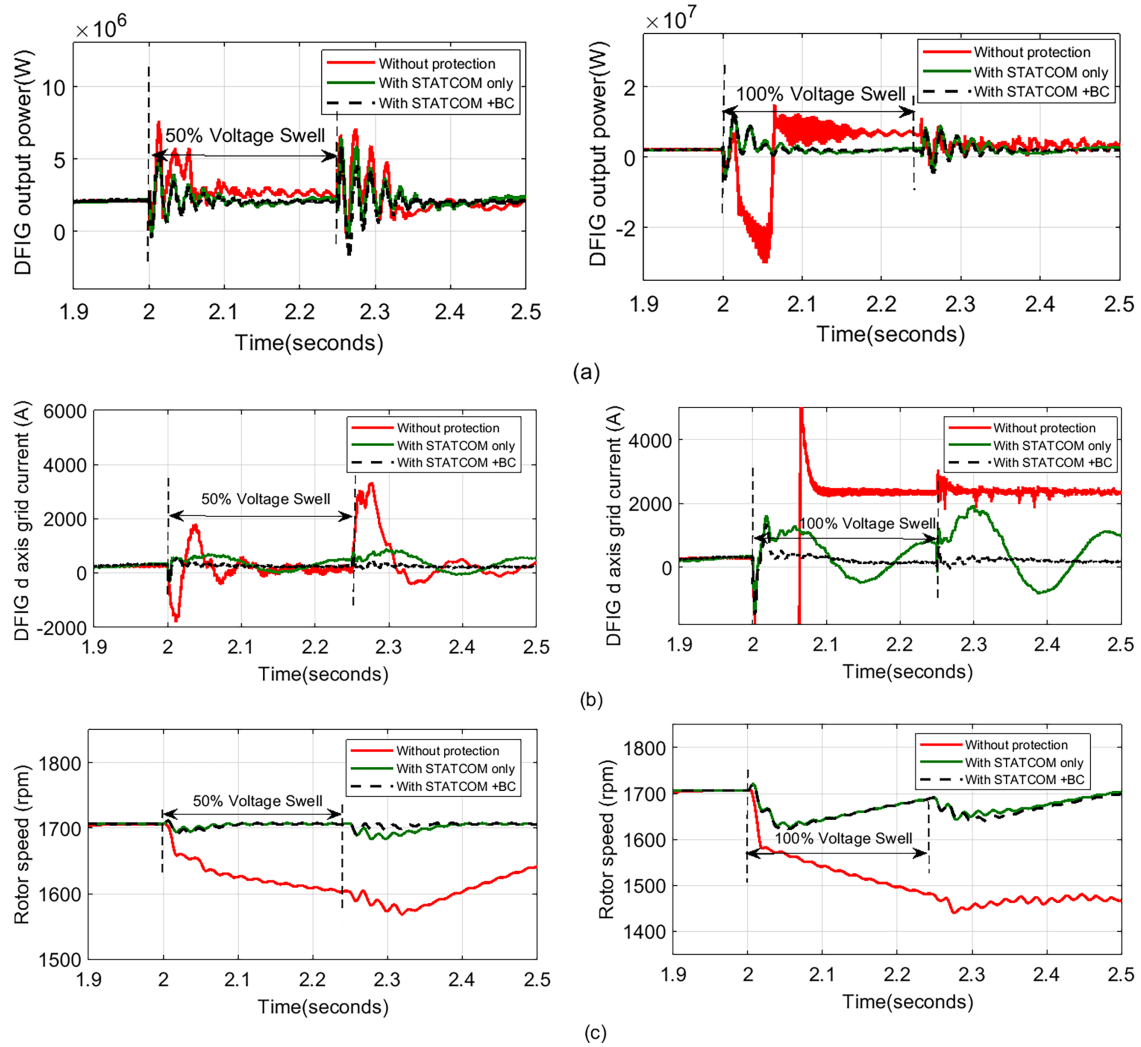 ×10^6
DFIG output power(W)
10
5
0
Without protection
With STATCOM only
With STATCOM +BC
50% Voltage Swell
1.9 2 2.1 2.2 2.3 2.4 2.5
Time(seconds)
×10^7
DFIG output power(W)
2
0
-2
Without protection
With STATCOM only
With STATCOM +BC
100% Voltage Swell
1.9 2 2.1 2.2 2.3 2.4 2.5
Time(seconds)
(a)
DFIG d axis grid current (A)
6000
4000
2000
0
-2000
Without protection
With STATCOM only
With STATCOM +BC
50% Voltage Swell
1.9 2 2.1 2.2 2.3 2.4 2.5
Time(seconds)
DFIG d axis grid current (A)
4000
2000
0
Without protection
With STATCOM only
With STATCOM +BC
100% Voltage Swell
1.9 2 2.1 2.2 2.3 2.4 2.5
Time(seconds)
(b)
Rotor speed (rpm)
1800
1700
1600
1500
Without protection
With STATCOM only
With STATCOM +BC
50% Voltage Swell
1.9 2 2.1 2.2 2.3 2.4 2.5
Time(seconds)
Rotor speed (rpm)
1800
1700
1600
1500
1400
Without protection
With STATCOM only
With STATCOM +BC
100% Voltage Swell
1.9 2 2.1 2.2 2.3 2.4 2.5
Time(seconds)
(c)